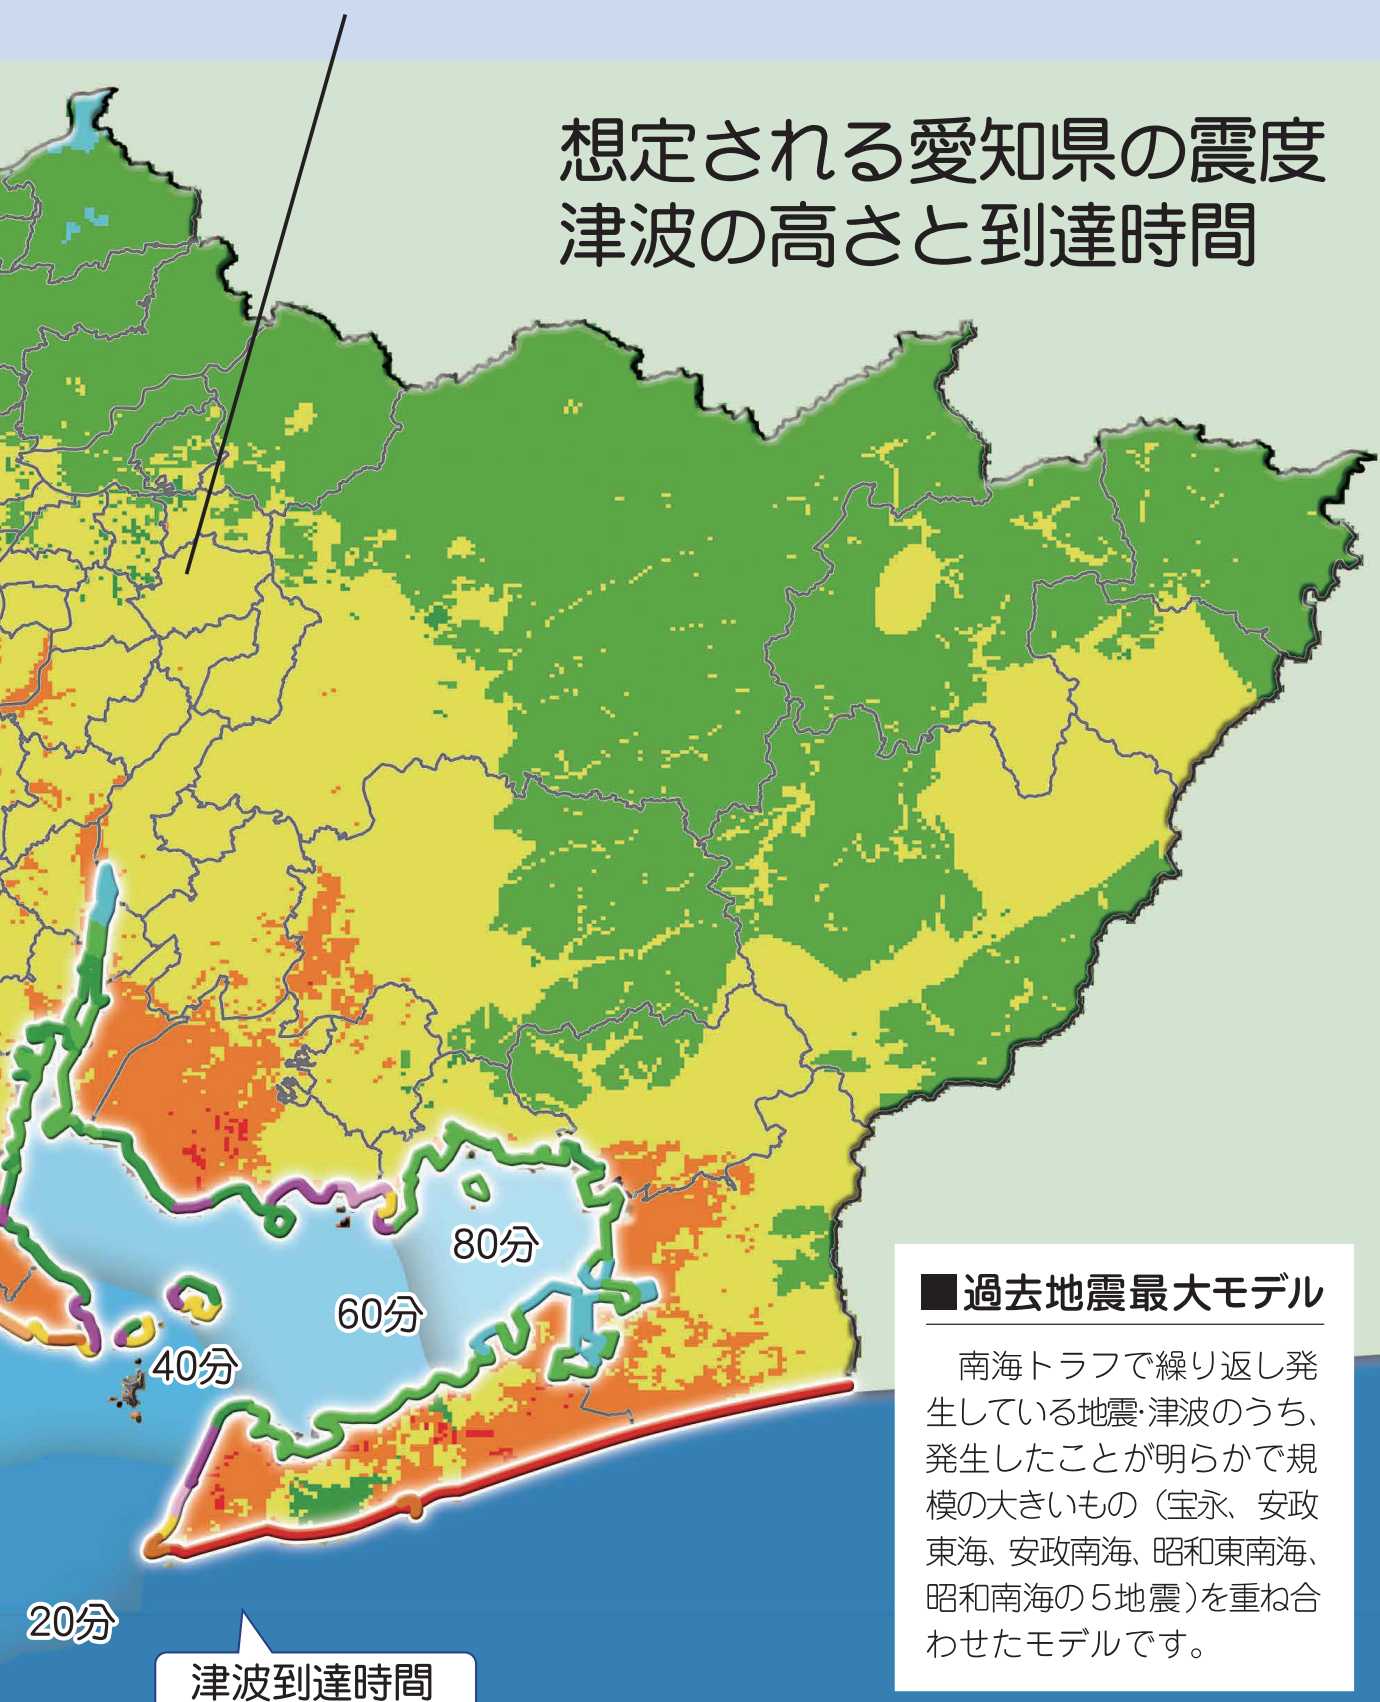 想定される愛知県の震度
津波の高さと到達時間
80分
60分
40分
20分
津波到達時間
■過去地震最大モデル
南海トラフで繰り返し発
生している地震・津波のうち、
発生したことが明らかで規
模の大きいもの（宝永、安政
東海、安政南海、昭和東南海、
昭和南海の５地震）を重ね合
わせたモデルです。